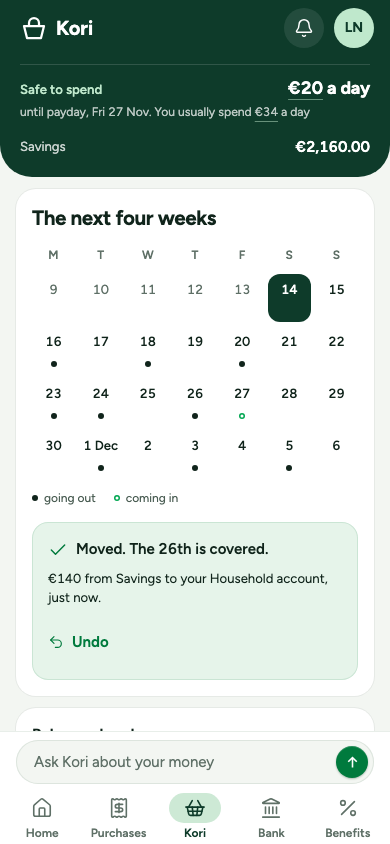 Kori
LN
Safe to spend
€20 a day
until payday, Fri 27 Nov. You usually spend €34 a day
Savings
€2,160.00
The next four weeks
M T W T F S S
9 10 11 12 13 14 15
16 17 18 19 20 21 22
23 24 25 26 27 28 29
30 1 Dec 2 3 4 5 6
going out coming in
Moved. The 26th is covered.
€140 from Savings to your Household account,
just now.
Undo
Ask Kori about your money
Home Purchases Kori Bank Benefits